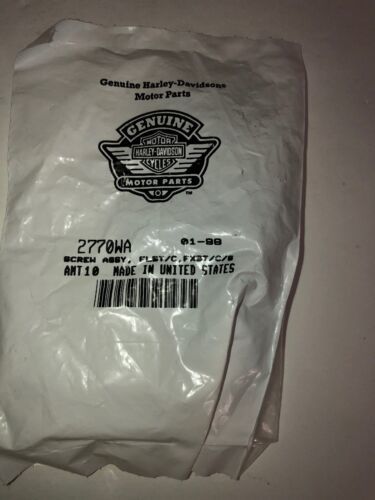 Genuine Harley-Davidson®
Motor Parts
GENUINE
MOTOR
HARLEY-DAVIDSON
CYCLES
MOTOR PARTS
TM
2770WA 01-98
SCREW ASSY, FLST/C,FXST/C/S
AMT10 MADE IN UNITED STATES